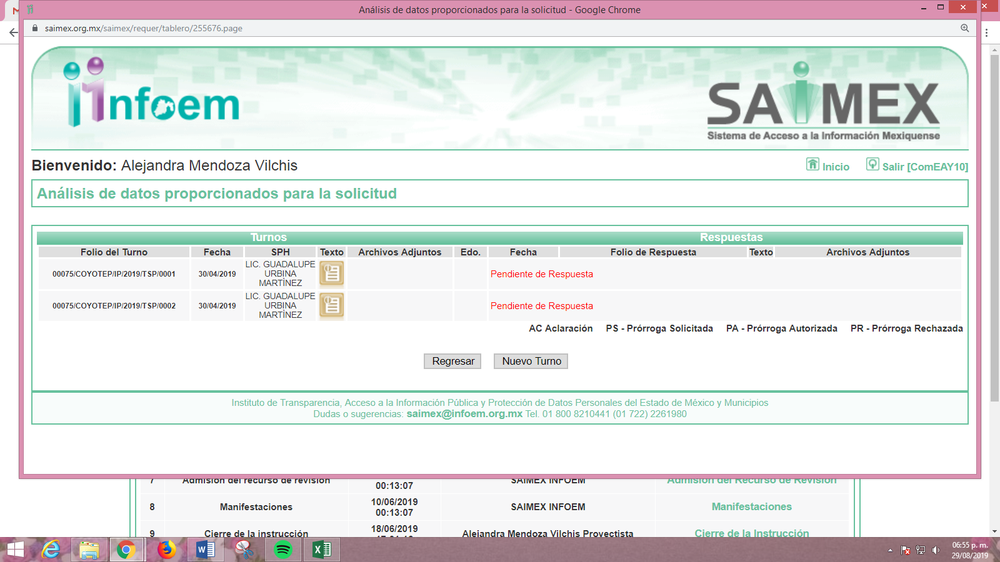 Análisis de datos proporcionados para la solicitud - Google Chrome
saimex.org.mx/saimex/requer/tablero/255676.page
infoem
SAIMEX
Sistema de Acceso a la Información Mexiquense
Bienvenido: Alejandra Mendoza Vilchis
Inicio Salir [ComEAY10]
Análisis de datos proporcionados para la solicitud
Turnos Respuestas
Folio del Turno Fecha SPH Texto Archivos Adjuntos Edo. Fecha Folio de Respuesta Texto Archivos Adjuntos
LIC. GUADALUPE
00075/COYOTEP/IP/2019/TSP/0001 30/04/2019 URBINA Pendiente de Respuesta
MARTÌNEZ
LIC. GUADALUPE
00075/COYOTEP/IP/2019/TSP/0002 30/04/2019 URBINA Pendiente de Respuesta
MARTÌNEZ
AC Aclaración PS - Prórroga Solicitada PA - Prórroga Autorizada PR - Prórroga Rechazada
Regresar Nuevo Turno
Instituto de Transparencia, Acceso a la Información Pública y Protección de Datos Personales del Estado de México y Municipios
Dudas o sugerencias: saimex@infoem.org.mx Tel. 01 800 8210441 (01 722) 2261980
7 Admisión del recurso de revisión 00:13:07 SAIMEX INFOEM Admisión del Recurso de Revisión
8 Manifestaciones 10/06/2019 00:13:07 SAIMEX INFOEM Manifestaciones
9 Cierre de la instrucción 18/06/2019 Alejandra Mendoza Vilchis Proyectista Cierre de la Instrucción
06:55 p. m.
29/08/2019